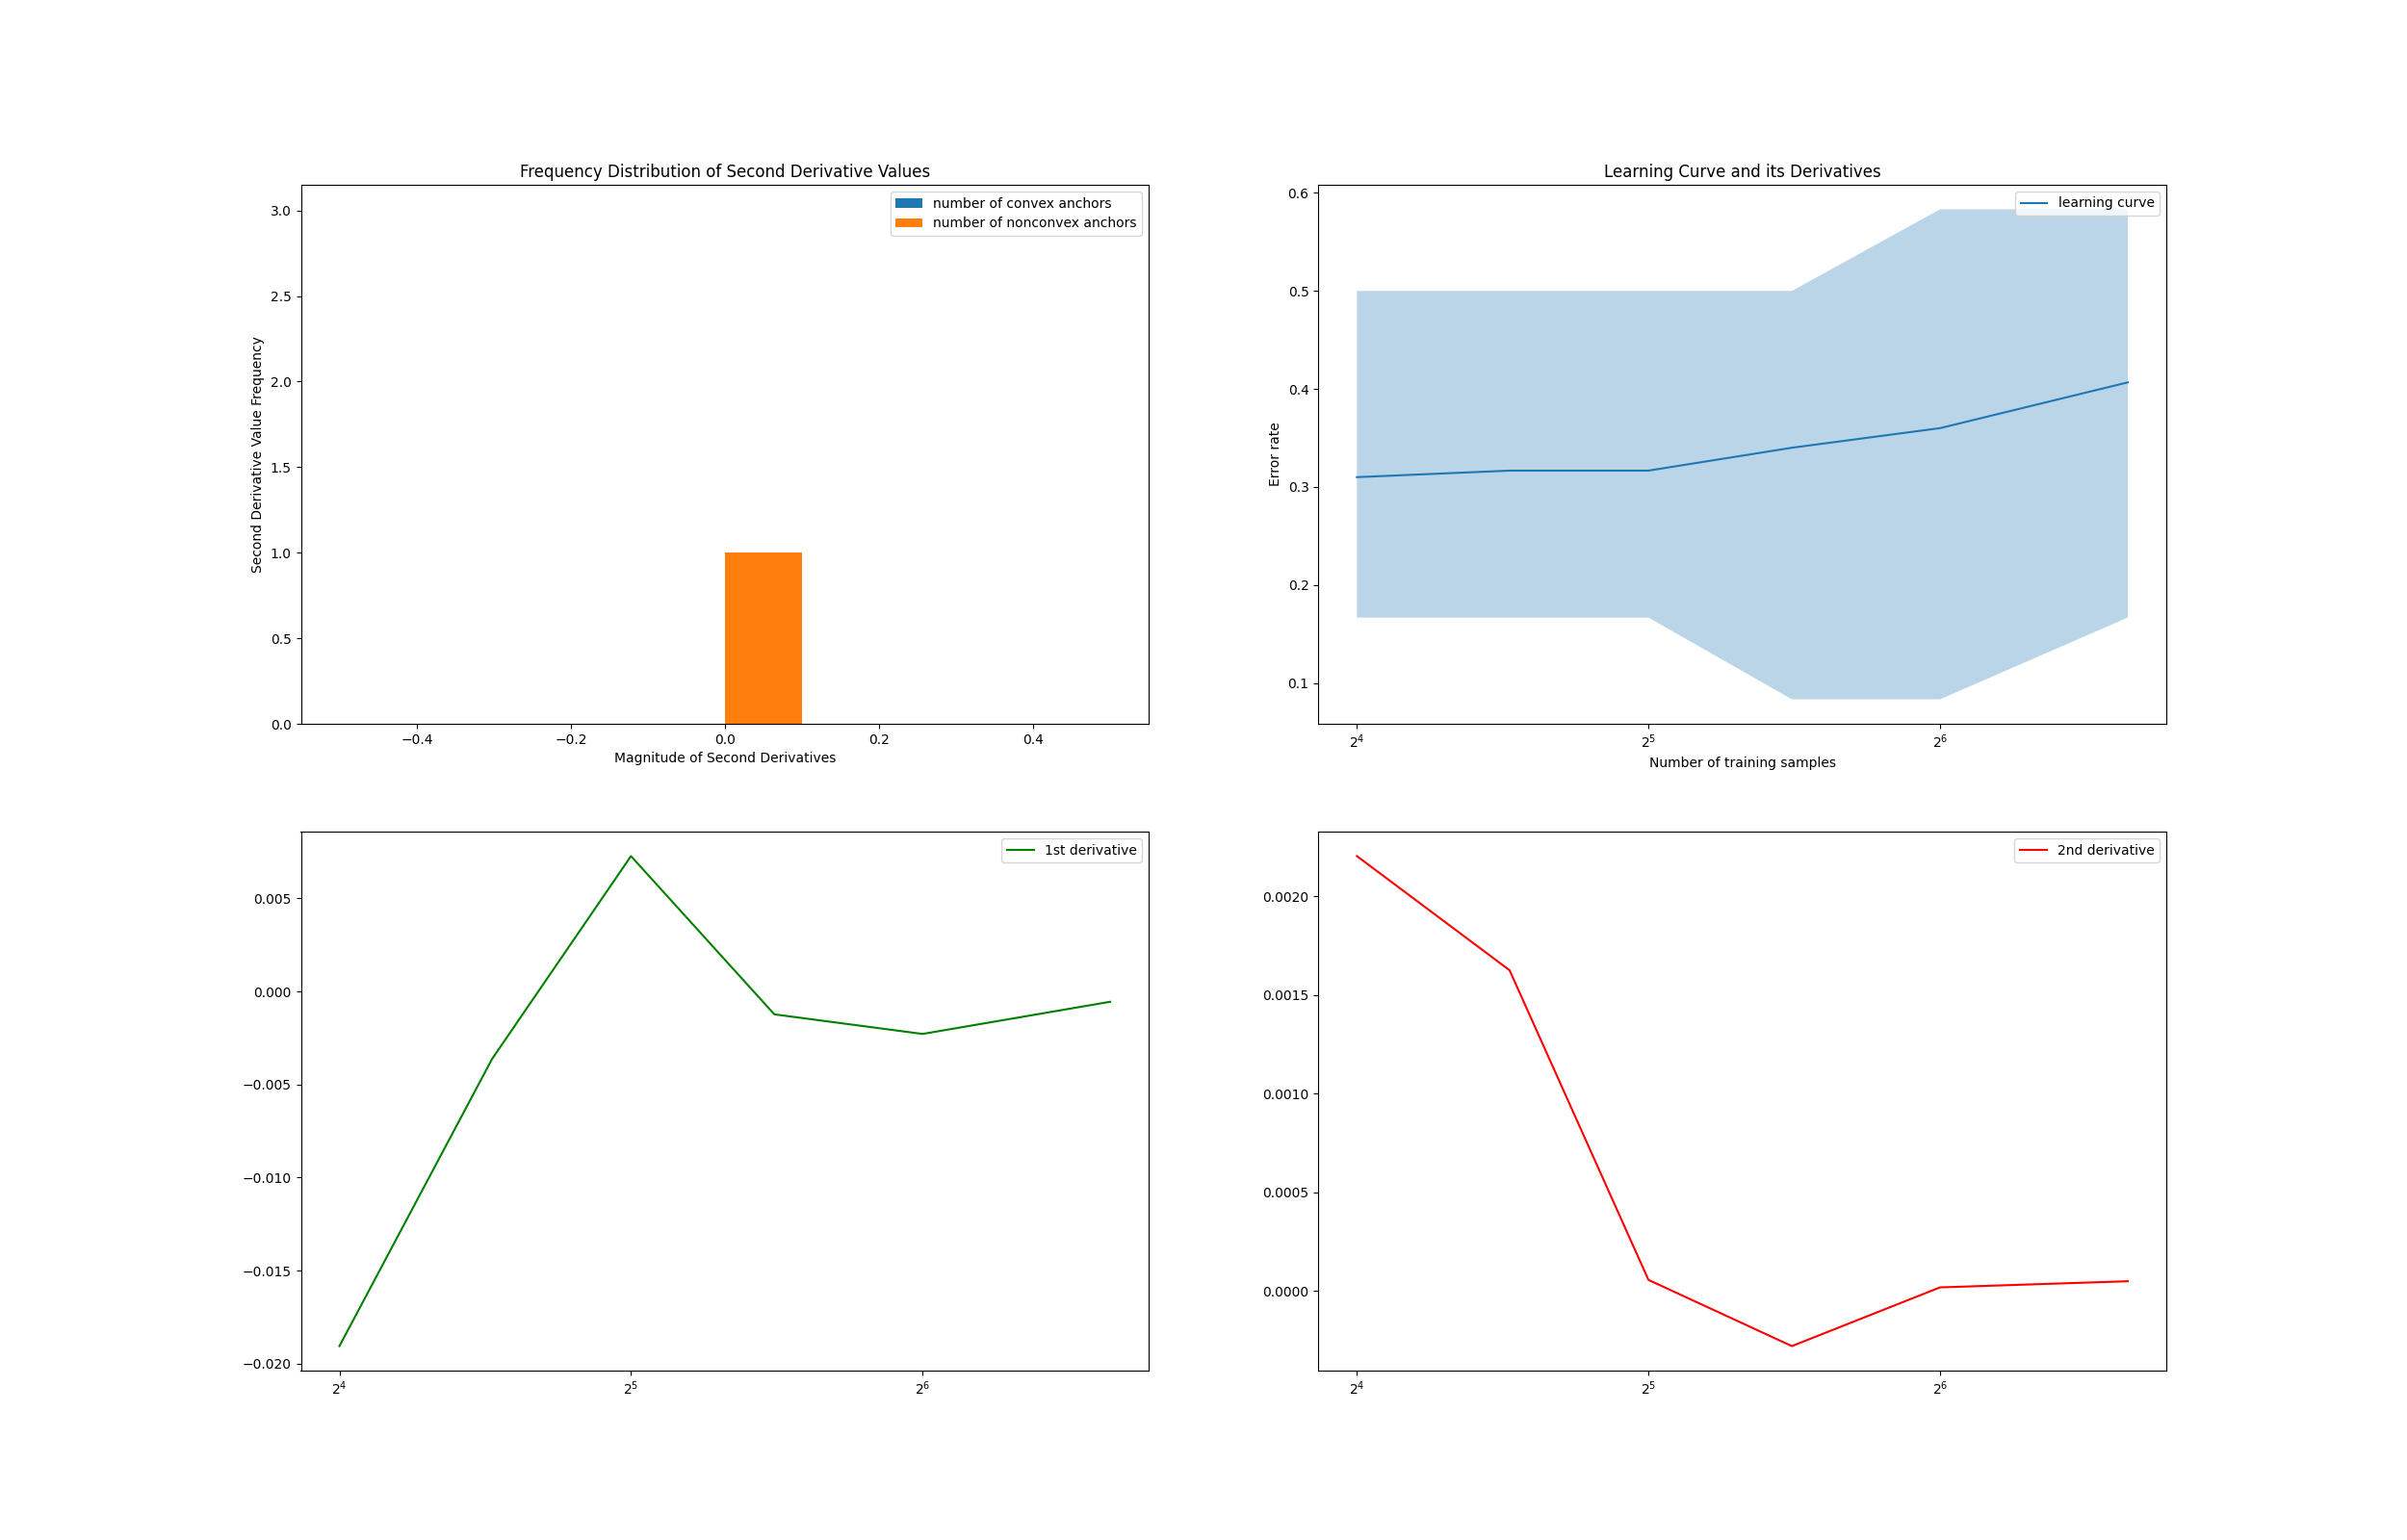 Frequency Distribution of Second Derivative Values
number of convex anchors
number of nonconvex anchors
Second Derivative Value Frequency
3.0
2.5
2.0
1.5
1.0
0.5
0.0
−0.4 −0.2 0.0 0.2 0.4
Magnitude of Second Derivatives
Learning Curve and its Derivatives
learning curve
Error rate
0.6
0.5
0.4
0.3
0.2
0.1
2⁴ 2⁵ 2⁶
Number of training samples
1st derivative
0.005
0.000
−0.005
−0.010
−0.015
−0.020
2⁴ 2⁵ 2⁶
2nd derivative
0.0020
0.0015
0.0010
0.0005
0.0000
2⁴ 2⁵ 2⁶